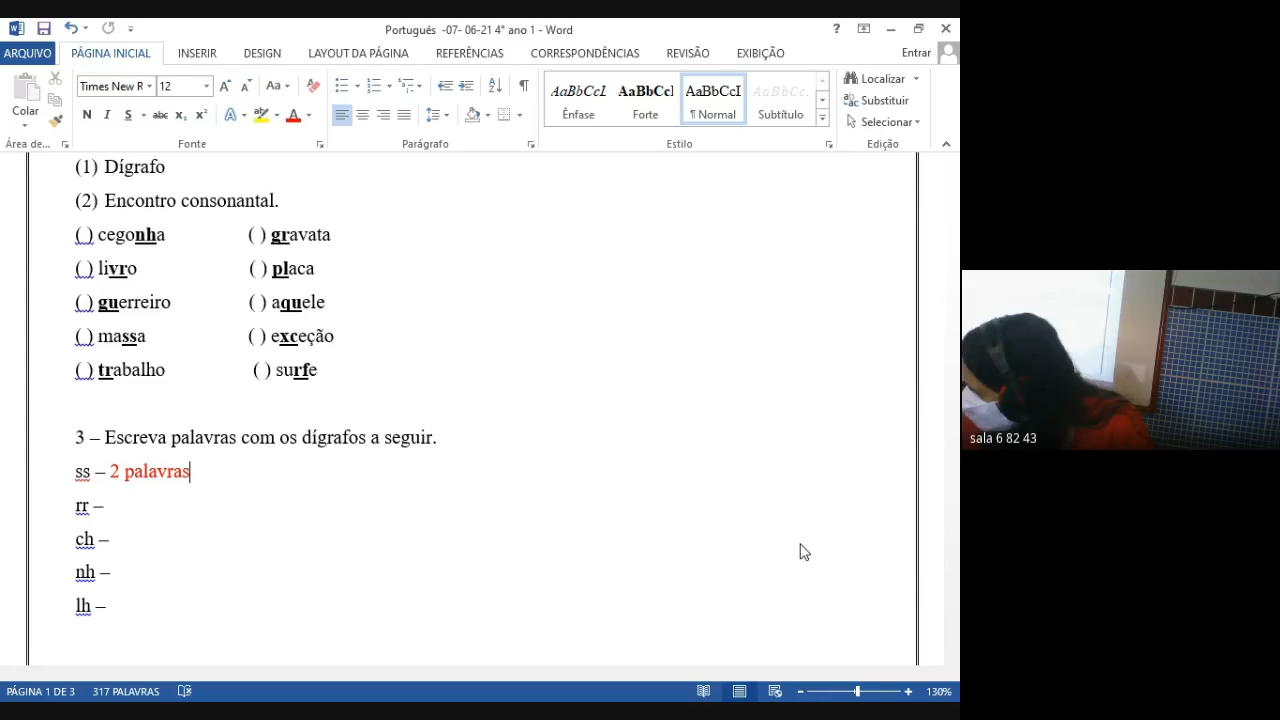 Português -07- 06-21 4° ano 1 - Word
ARQUIVO PÁGINA INICIAL INSERIR DESIGN LAYOUT DA PÁGINA REFERÊNCIAS CORRESPONDÊNCIAS REVISÃO EXIBIÇÃO Entrar
Times New R 12
Colar
AaBbCcI AaBbCcI AaBbCcI AaBbCc.
Ênfase Forte ¶ Normal Subtítulo
Localizar
Substituir
Selecionar
Área de... Fonte Parágrafo Estilo Edição
(1) Dígrafo
(2) Encontro consonantal.
( ) cegonha ( ) gravata
( ) livro ( ) placa
( ) guerreiro ( ) aquele
( ) massa ( ) exceção
( ) trabalho ( ) surfe
3 – Escreva palavras com os dígrafos a seguir.
ss – 2 palavras
rr –
ch –
nh –
lh –
sala 6 82 43
PÁGINA 1 DE 3 317 PALAVRAS 130%